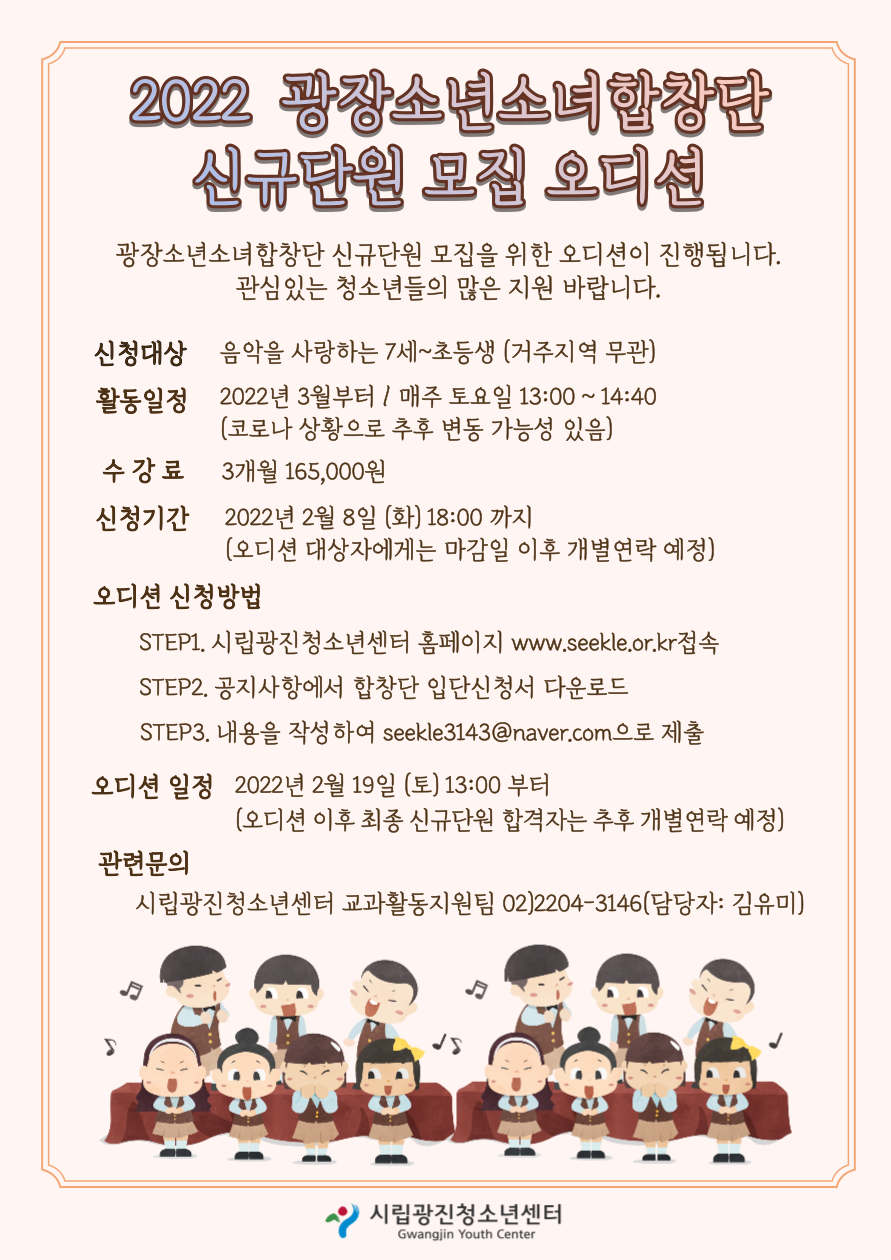 2022 광장소년소녀합창단
신규단원 모집 오디션
광장소년소녀합창단 신규단원 모집을 위한 오디션이 진행됩니다.
관심있는 청소년들의 많은 지원 바랍니다.
신청대상 음악을 사랑하는 7세~초등생 (거주지역 무관)
활동일정 2022년 3월부터 / 매주 토요일 13:00 ~ 14:40
(코로나 상황으로 추후 변동 가능성 있음)
수 강 료 3개월 165,000원
신청기간 2022년 2월 8일 (화) 18:00 까지
(오디션 대상자에게는 마감일 이후 개별연락 예정)
오디션 신청방법
STEP1. 시립광진청소년센터 홈페이지 www.seekle.or.kr접속
STEP2. 공지사항에서 합창단 입단신청서 다운로드
STEP3. 내용을 작성하여 seekle3143@naver.com으로 제출
오디션 일정 2022년 2월 19일 (토) 13:00 부터
(오디션 이후 최종 신규단원 합격자는 추후 개별연락 예정)
관련문의
시립광진청소년센터 교과활동지원팀 02)2204-3146(담당자: 김유미)
시립광진청소년센터
Gwangjin Youth Center